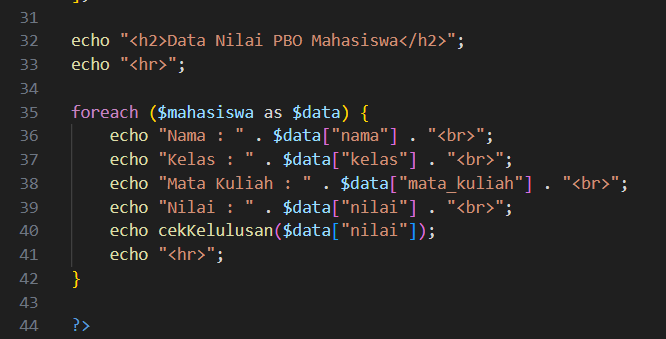 31
32 echo "<h2>Data Nilai PBO Mahasiswa</h2>";
33 echo "<hr>";
34
35 foreach ($mahasiswa as $data) {
36     echo "Nama : " . $data["nama"] . "<br>";
37     echo "Kelas : " . $data["kelas"] . "<br>";
38     echo "Mata Kuliah : " . $data["mata_kuliah"] . "<br>";
39     echo "Nilai : " . $data["nilai"] . "<br>";
40     echo cekKelulusan($data["nilai"]);
41     echo "<hr>";
42 }
43
44 ?>